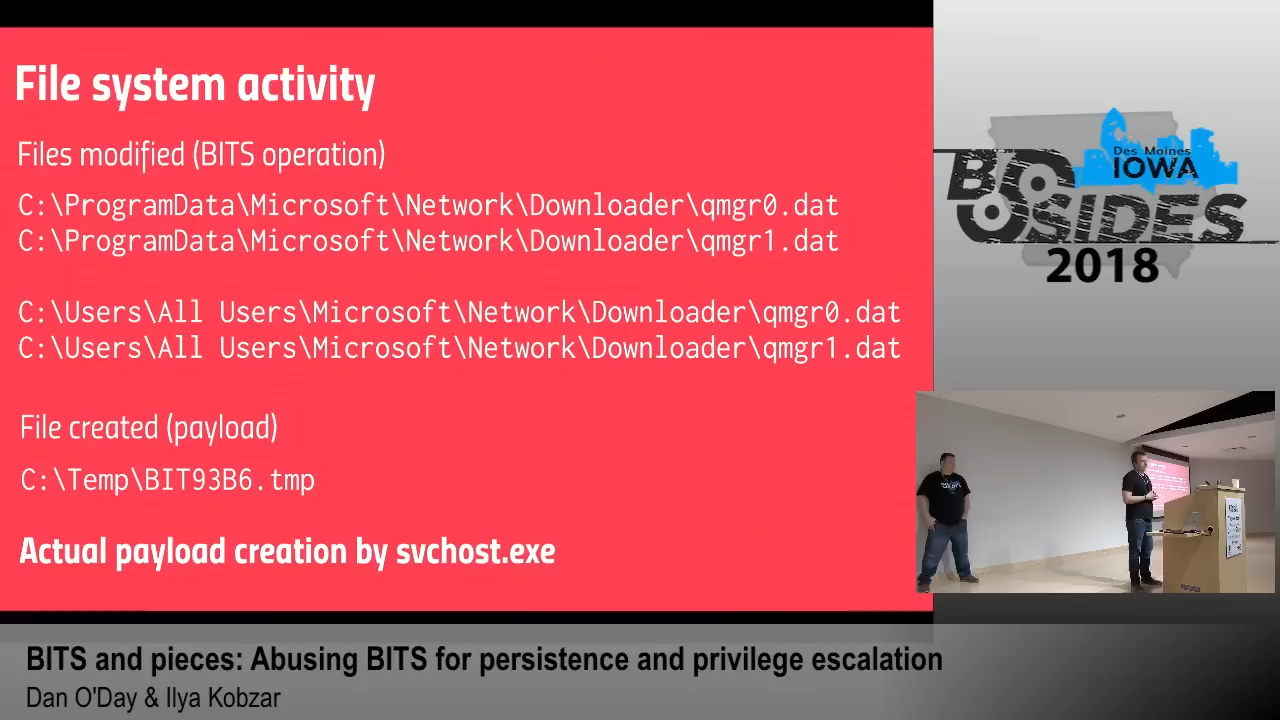 File system activity
Files modified (BITS operation)
C:\ProgramData\Microsoft\Network\Downloader\qmgr0.dat
C:\ProgramData\Microsoft\Network\Downloader\qmgr1.dat
C:\Users\All Users\Microsoft\Network\Downloader\qmgr0.dat
C:\Users\All Users\Microsoft\Network\Downloader\qmgr1.dat
File created (payload)
C:\Temp\BIT93B6.tmp
Actual payload creation by svchost.exe
Des Moines
IOWA
BSIDES
2018
BITS and pieces: Abusing BITS for persistence and privilege escalation
Dan O'Day & Ilya Kobzar